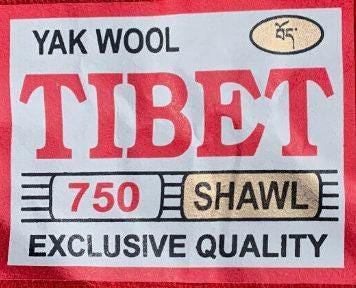 YAK WOOL བོད་
TIBET
750 SHAWL
EXCLUSIVE QUALITY